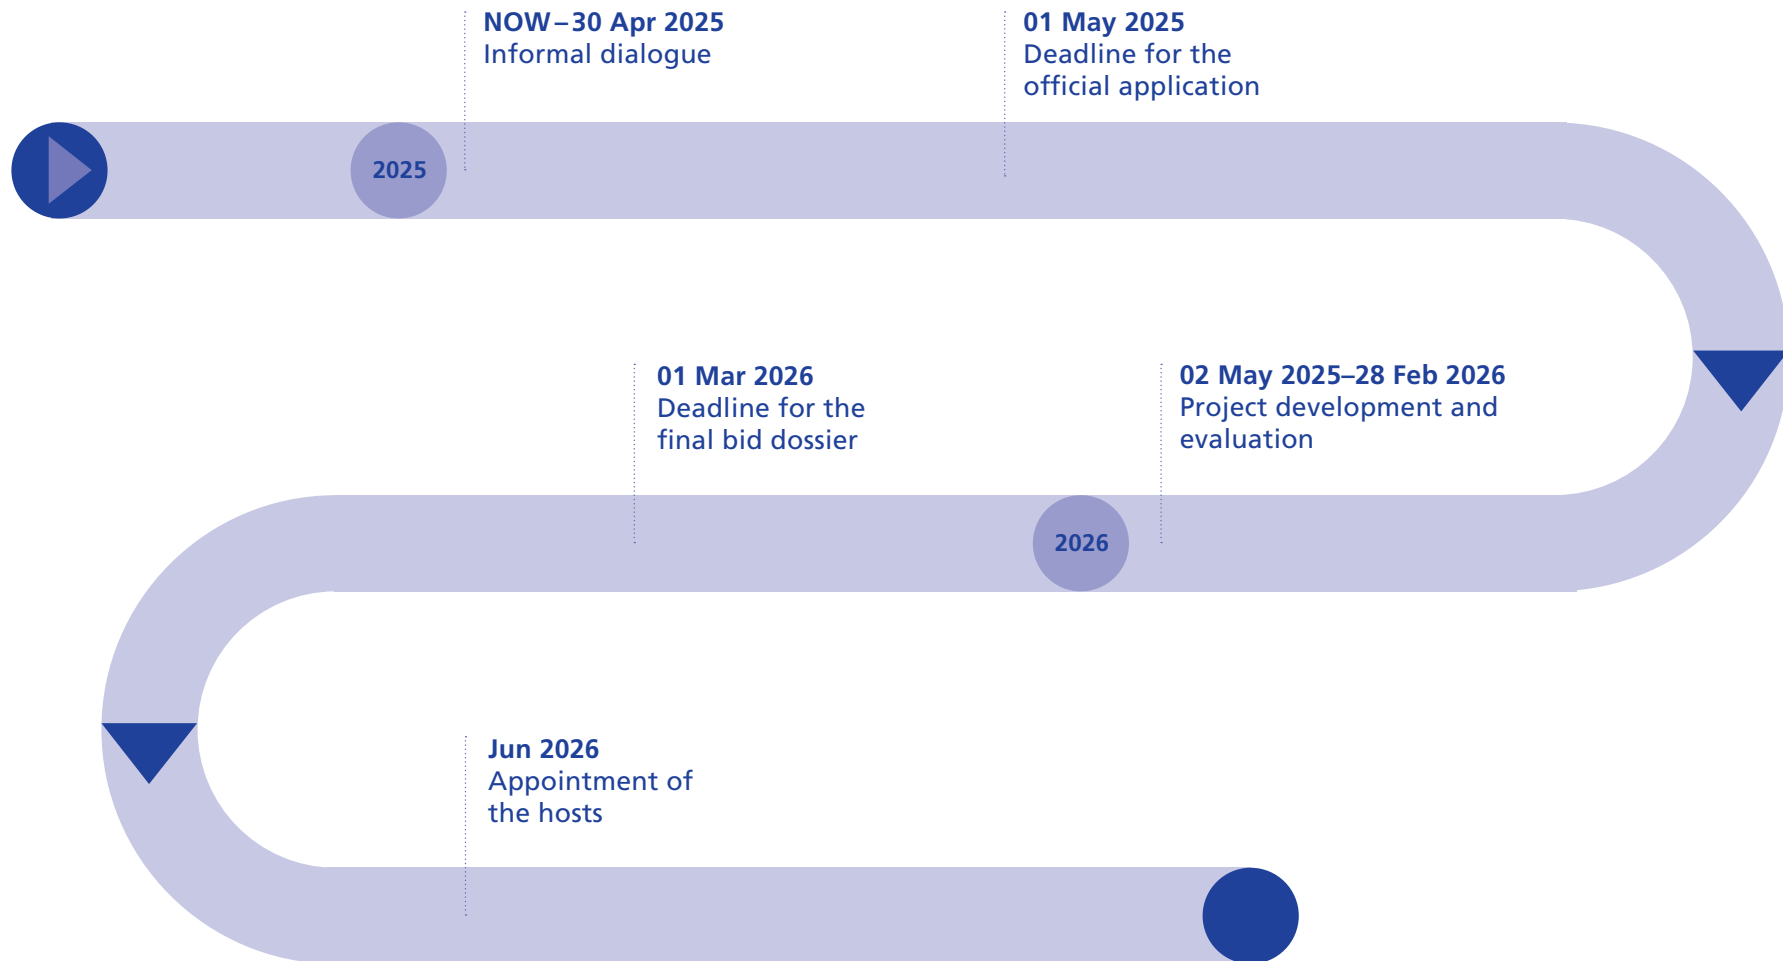 NOW–30 Apr 2025
Informal dialogue
01 May 2025
Deadline for the
official application
2025
02 May 2025–28 Feb 2026
Project development and
evaluation
2026
01 Mar 2026
Deadline for the
final bid dossier
Jun 2026
Appointment of
the hosts